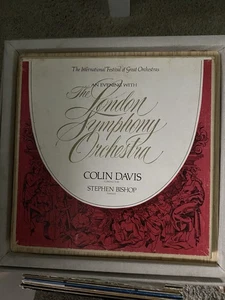 The International Festival of Great Orchestras
AN EVENING WITH
The
London
Symphony
Orchestra
COLIN DAVIS
STEPHEN BISHOP